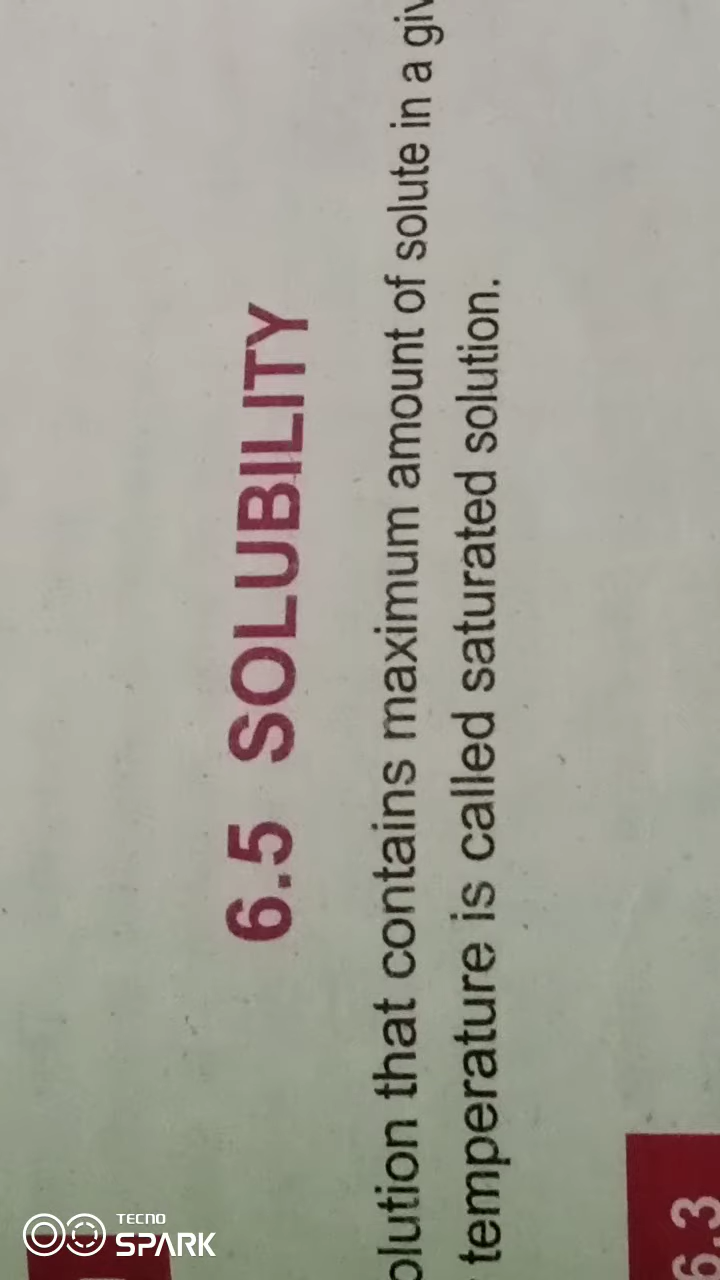 6.5 SOLUBILITY
olution that contains maximum amount of solute in a giv
temperature is called saturated solution.
6.3
TECNO
SPARK